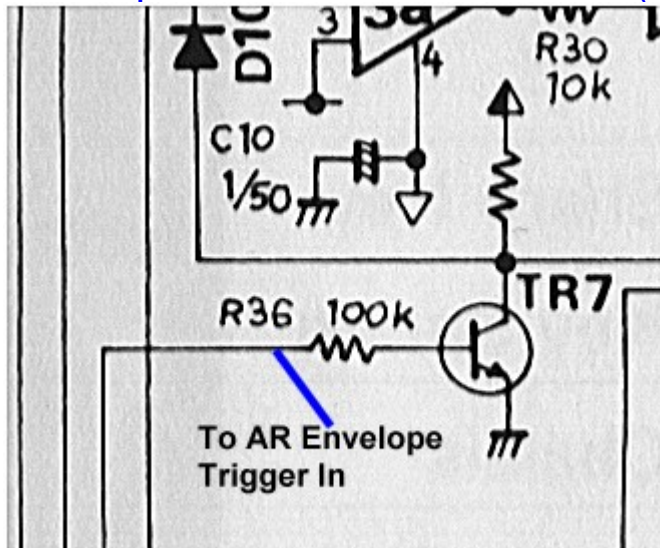 D10
3
3a
4
R30
10k
C10
1/50
TR7
R36 100k
To AR Envelope
Trigger In